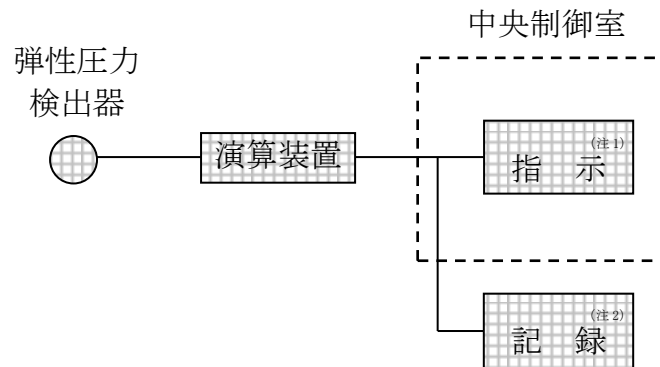 中央制御室
弾性圧力
検出器
演算装置
(注1)
指 示
(注2)
記 録